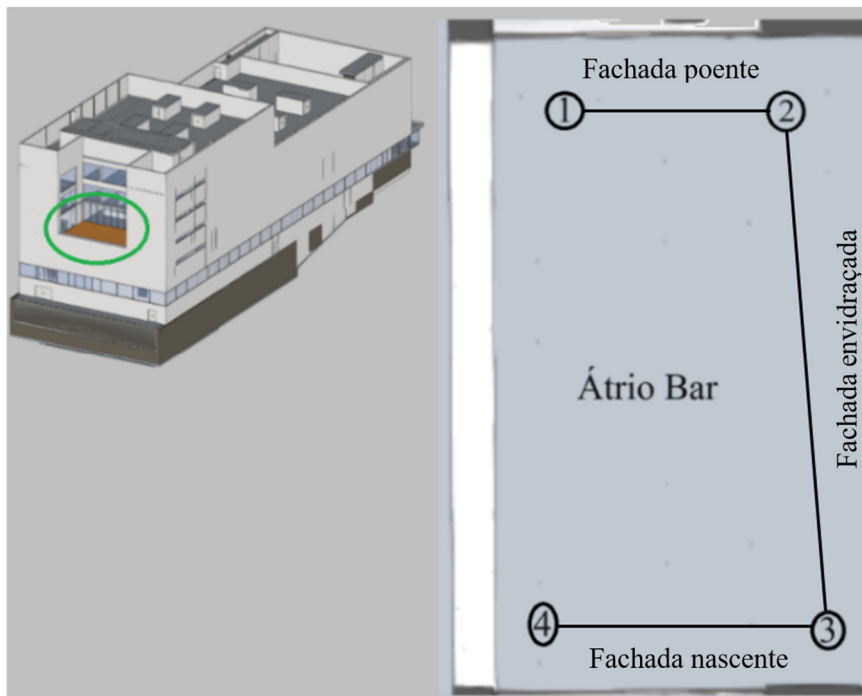 Fachada poente
1
2
Fachada envidraçada
Átrio Bar
4
3
Fachada nascente